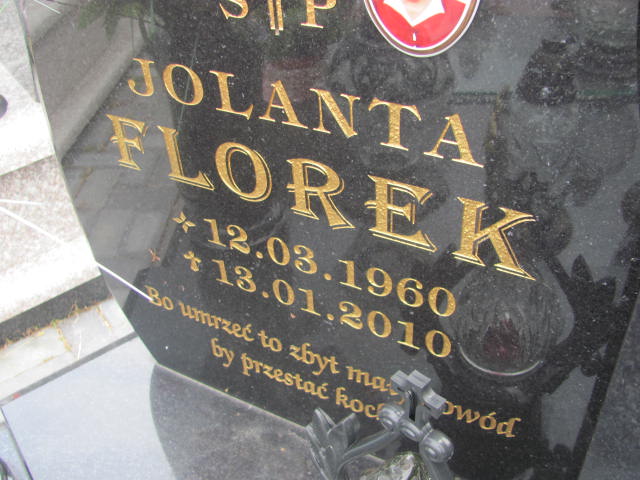 S P
JOLANTA
FLOREK
12.03.1960
13.01.2010
Bo umrzeć to zbyt
by przestać